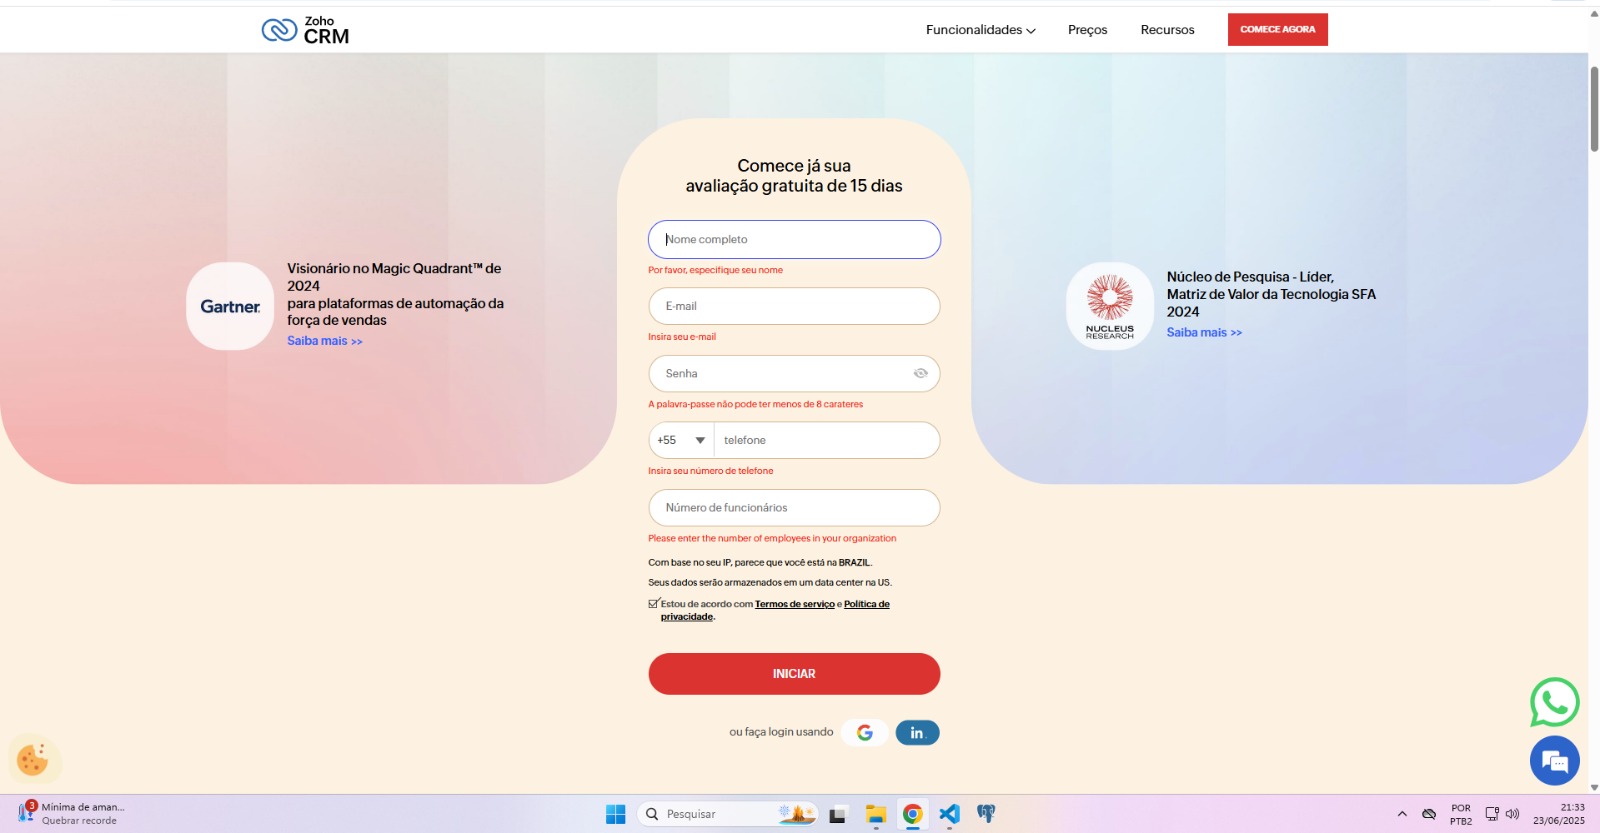 Zoho
CRM
Funcionalidades
Preços
Recursos
COMECE AGORA
Comece já sua
avaliação gratuita de 15 dias
Nome completo
Por favor, especifique seu nome
E-mail
Insira seu e-mail
Senha
A palavra-passe não pode ter menos de 8 carateres
+55
telefone
Insira seu número de telefone
Número de funcionários
Please enter the number of employees in your organization
Com base no seu IP, parece que você está na BRAZIL.
Seus dados serão armazenados em um data center na US.
Estou de acordo com Termos de serviço e Política de
privacidade.
INICIAR
ou faça login usando
in
Gartner
Visionário no Magic Quadrant™ de
2024
para plataformas de automação da
força de vendas
Saiba mais >>
NUCLEUS
RESEARCH
Núcleo de Pesquisa - Líder,
Matriz de Valor da Tecnologia SFA
2024
Saiba mais >>
3
Mínima de aman...
Quebrar recorde
Pesquisar
POR
PTB2
21:33
23/06/2025